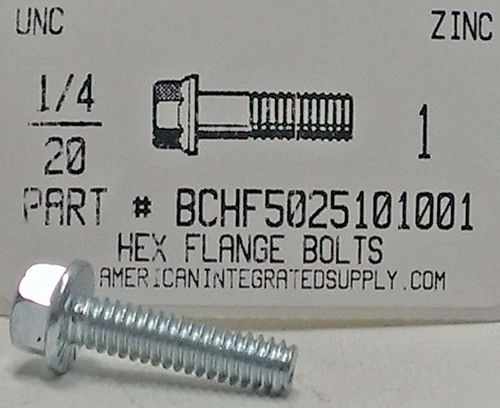 UNC ZINC
1/4
20
1
PART # BCHF5025101001
HEX FLANGE BOLTS
AMERICANINTEGRATEDSUPPLY.COM